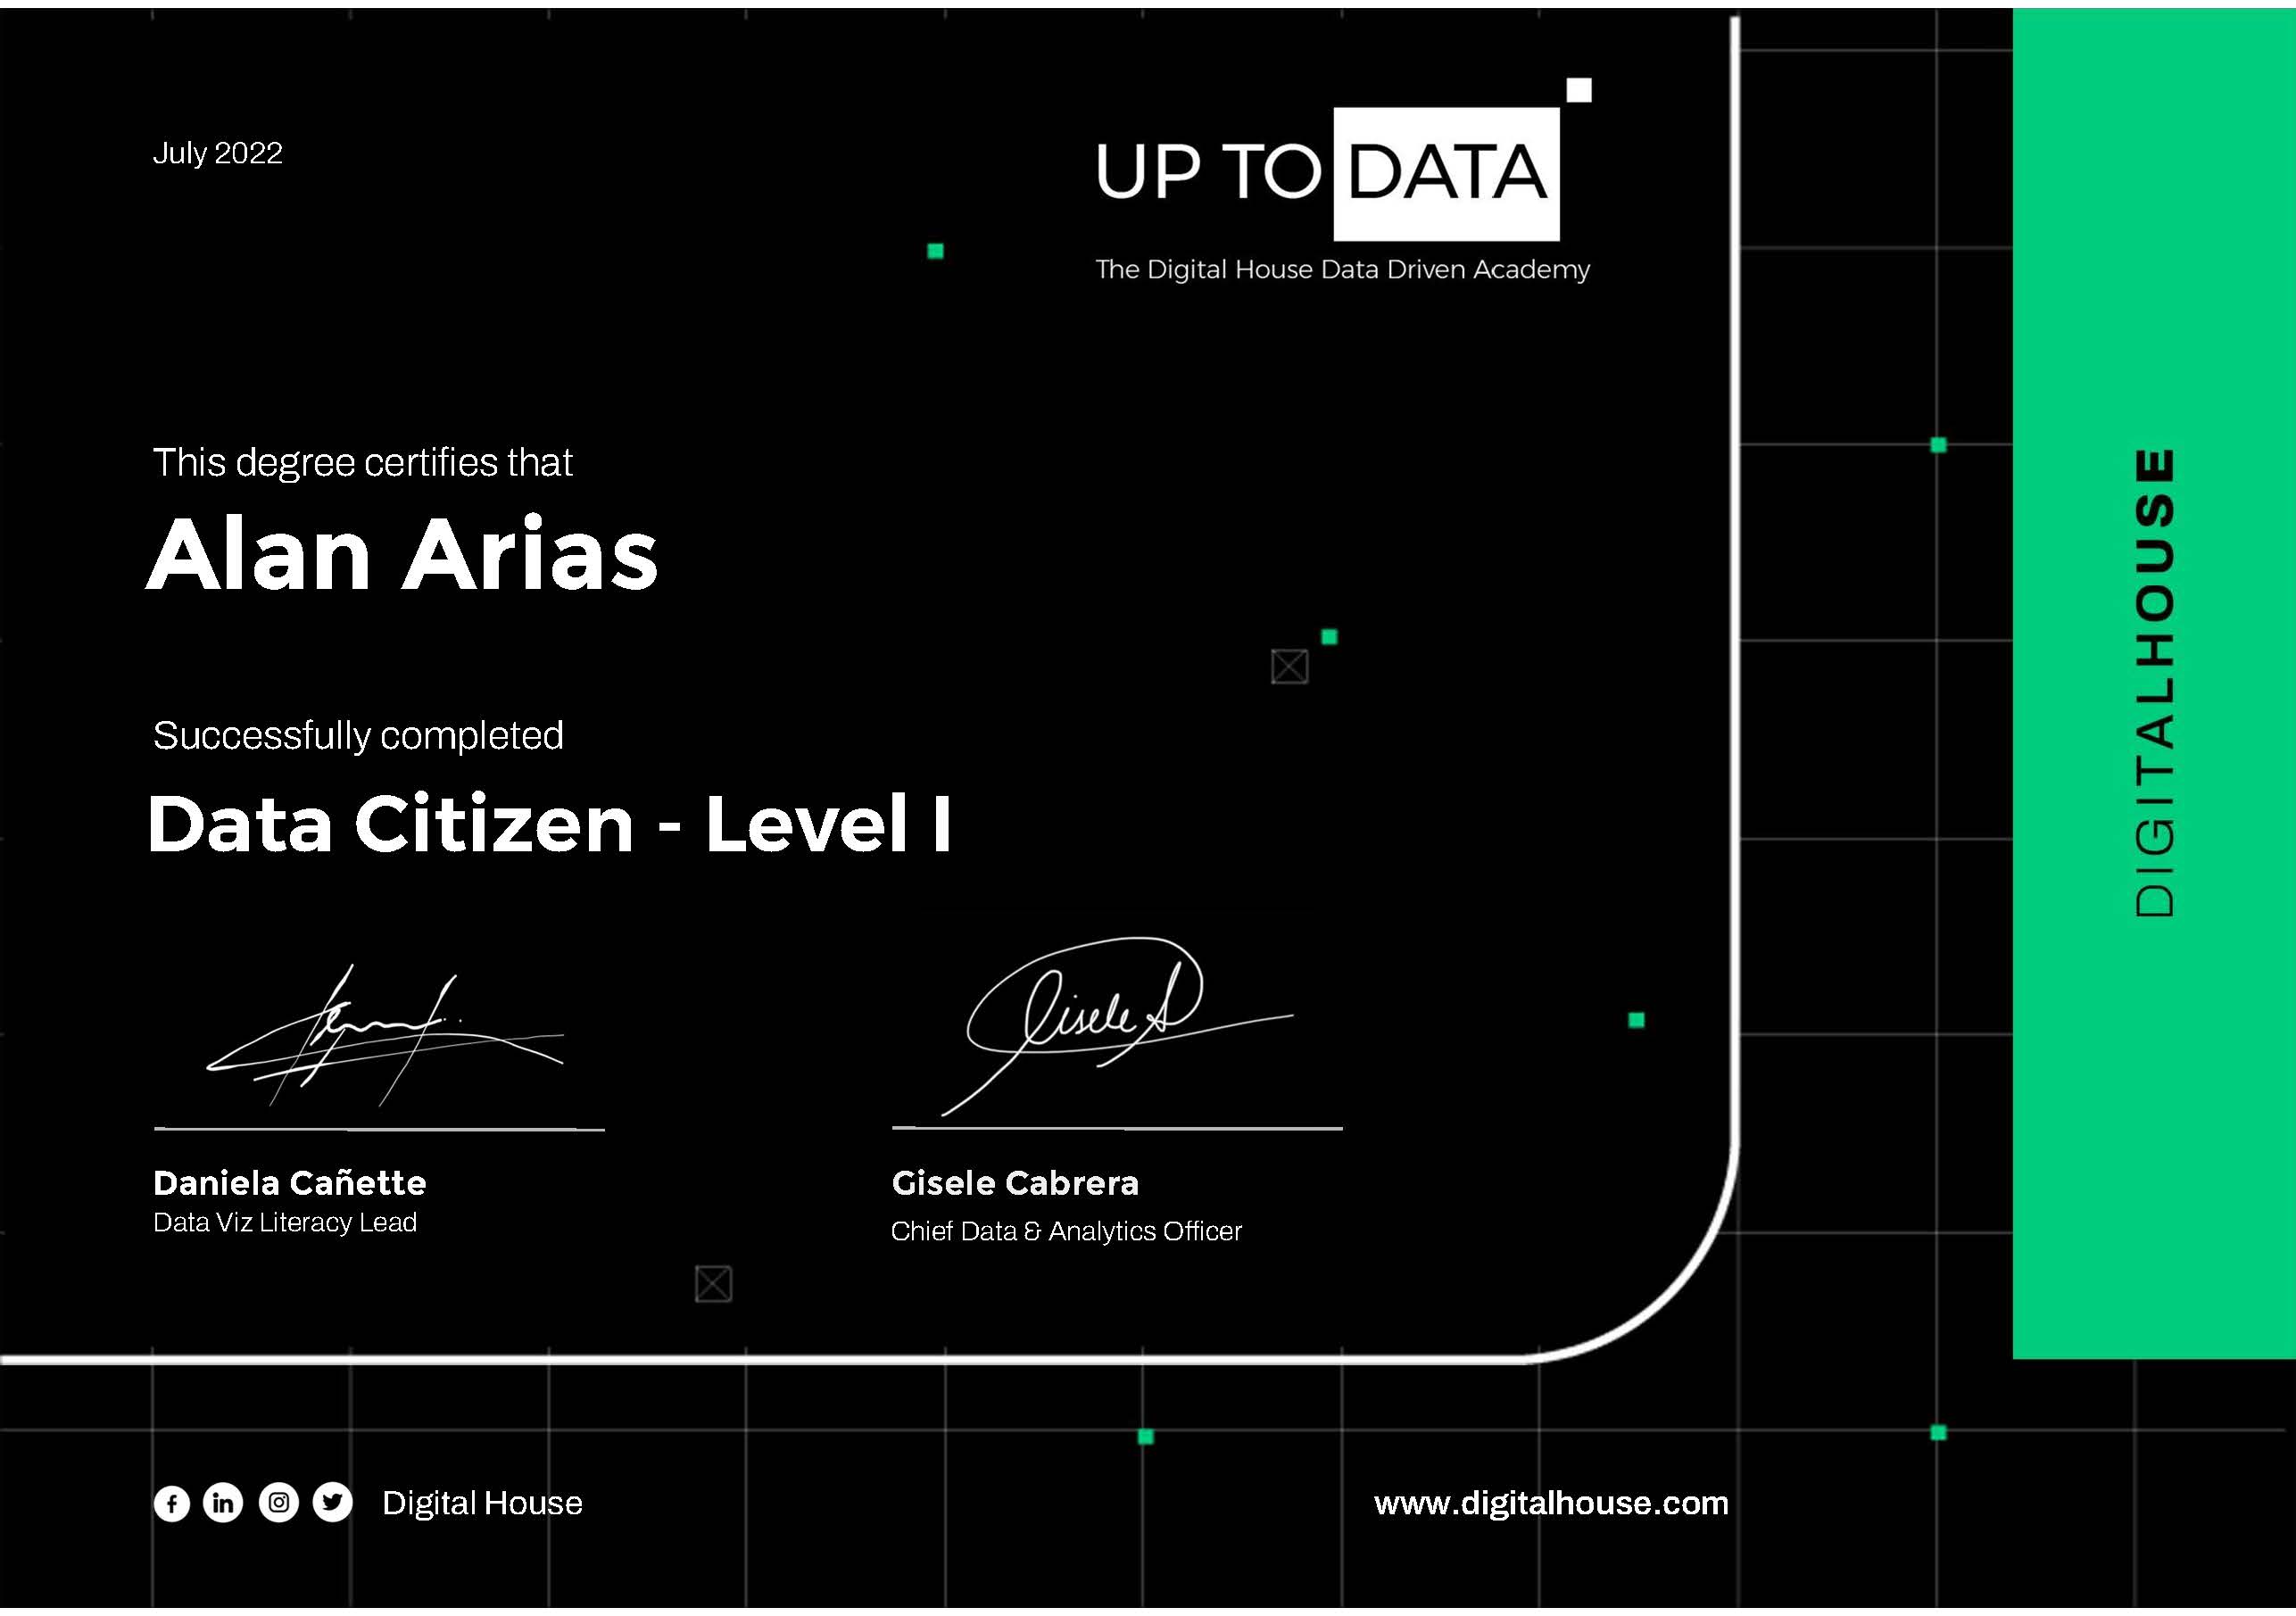 July 2022
UP TO DATA
The Digital House Data Driven Academy
This degree certifies that
Alan Arias
Successfully completed
Data Citizen - Level I
Gisele
Daniela Cañette
Data Viz Literacy Lead
Gisele Cabrera
Chief Data & Analytics Officer
Digital House
www.digitalhouse.com
DIGITALHOUSE